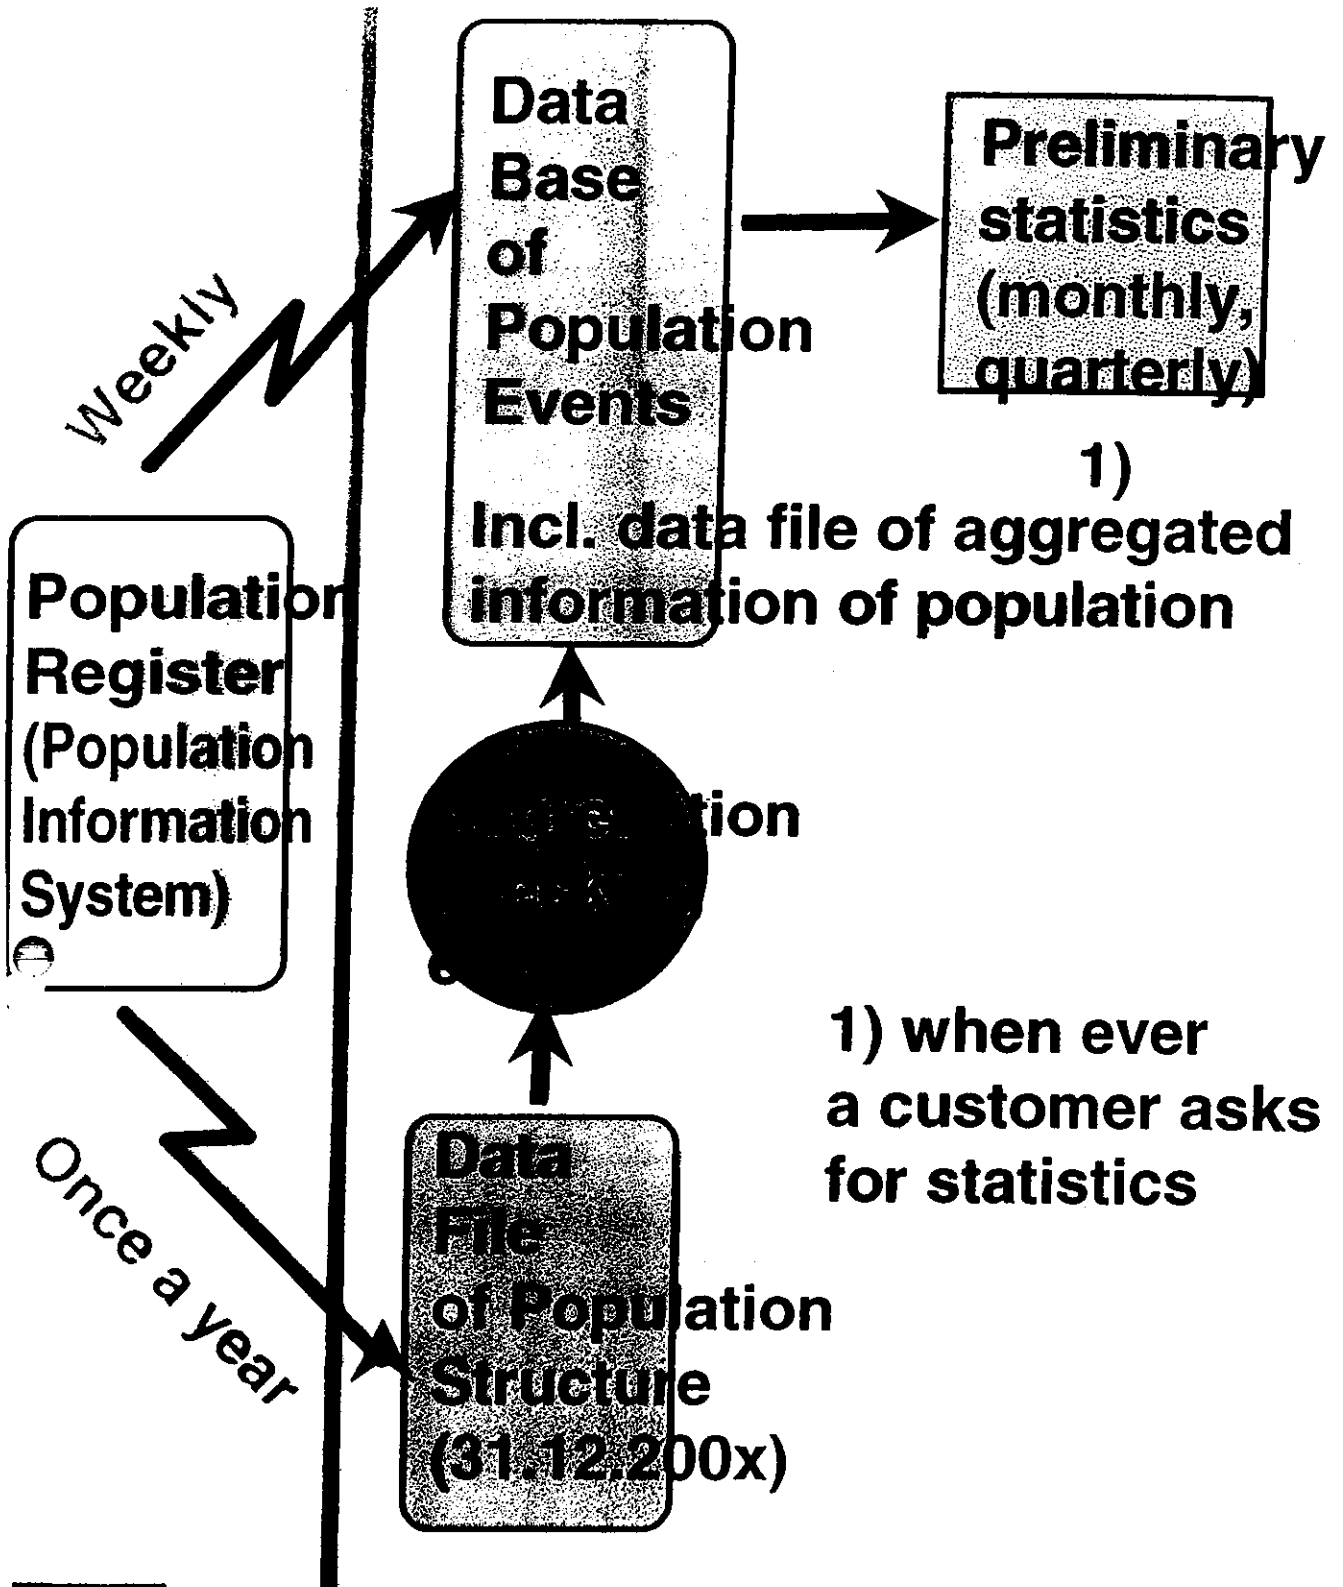 Data
Base
of
Population
Events
Incl. data file of aggregated
information of population
Preliminary
statistics
(monthly,
quarterly)
1)
Weekly
Population
Register
(Population
Information
System)
Once a year
Data
File
of Population
Structure
(31.12.200x)
1) when ever
a customer asks
for statistics